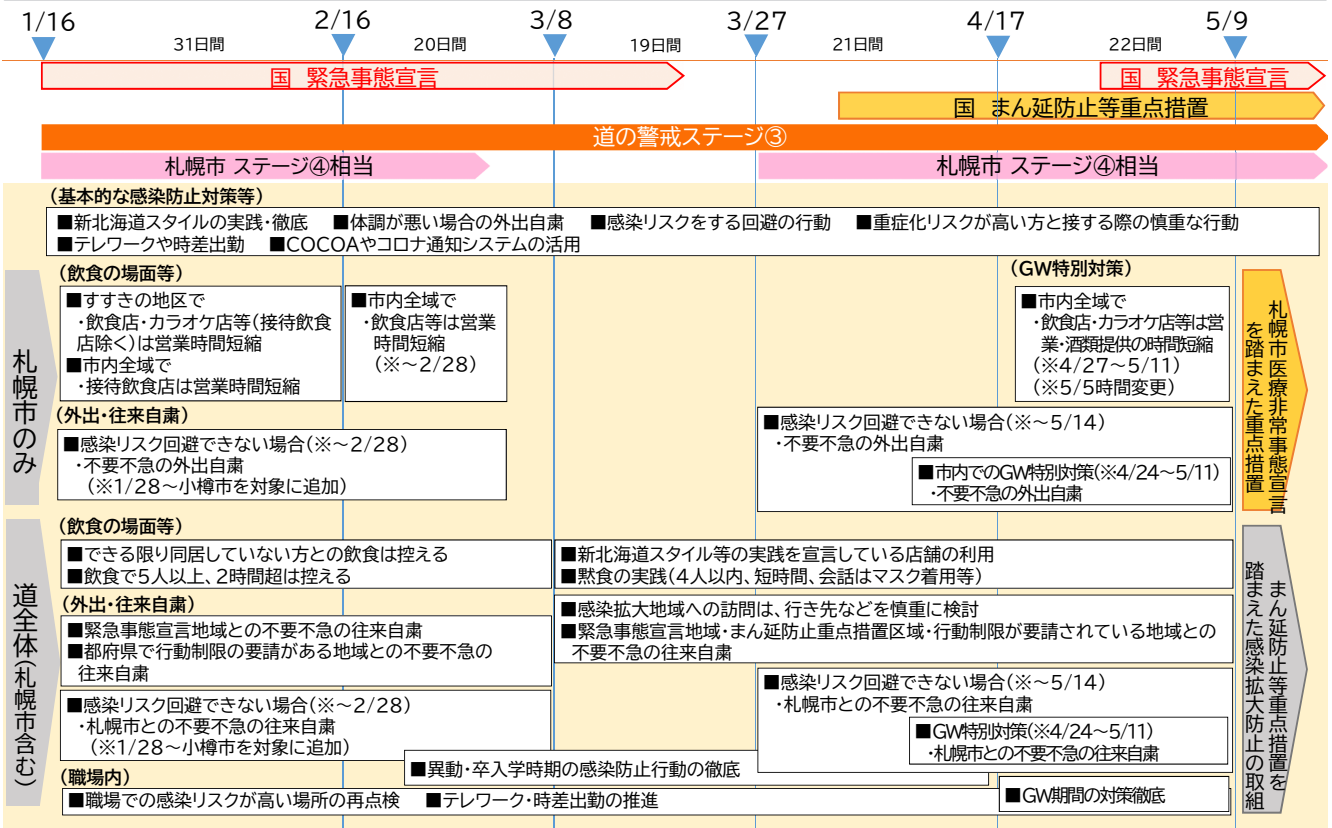 1/16
2/16
3/8
3/27
4/17
5/9
31日間
20日間
19日間
21日間
22日間
国 緊急事態宣言
国 緊急事態宣言
国 まん延防止等重点措置
道の警戒ステージ③
札幌市 ステージ④相当
札幌市 ステージ④相当
(基本的な感染防止対策等)
■新北海道スタイルの実践・徹底 ■体調が悪い場合の外出自粛 ■感染リスクをする回避の行動 ■重症化リスクが高い方と接する際の慎重な行動
■テレワークや時差出勤 ■COCOAやコロナ通知システムの活用
札幌市のみ
(飲食の場面等)
■すすきの地区で
・飲食店・カラオケ店等(接待飲食
店除く)は営業時間短縮
■市内全域で
・接待飲食店は営業時間短縮
■市内全域で
・飲食店等は営業
時間短縮
(※～2/28)
(GW特別対策)
■市内全域で
・飲食店・カラオケ店等は営
業・酒類提供の時間短縮
(※4/27～5/11)
(※5/5時間変更)
(外出・往来自粛)
■感染リスク回避できない場合(※～2/28)
・不要不急の外出自粛
(※1/28～小樽市を対象に追加)
■感染リスク回避できない場合(※～5/14)
・不要不急の外出自粛
■市内でのGW特別対策(※4/24～5/11)
・不要不急の外出自粛
札幌市医療非常事態宣言
を踏まえた重点措置
道全体(札幌市含む)
(飲食の場面等)
■できる限り同居していない方との飲食は控える
■飲食で5人以上、2時間超は控える
■新北海道スタイル等の実践を宣言している店舗の利用
■黙食の実践(4人以内、短時間、会話はマスク着用等)
(外出・往来自粛)
■緊急事態宣言地域との不要不急の往来自粛
■都府県で行動制限の要請がある地域との不要不急の
往来自粛
■感染拡大地域への訪問は、行き先などを慎重に検討
■緊急事態宣言地域・まん延防止重点措置区域・行動制限が要請されている地域との
不要不急の往来自粛
■感染リスク回避できない場合(※～2/28)
・札幌市との不要不急の往来自粛
(※1/28～小樽市を対象に追加)
■感染リスク回避できない場合(※～5/14)
・札幌市との不要不急の往来自粛
■GW特別対策(※4/24～5/11)
・札幌市との不要不急の往来自粛
■異動・卒入学時期の感染防止行動の徹底
(職場内)
■職場での感染リスクが高い場所の再点検 ■テレワーク・時差出勤の推進
■GW期間の対策徹底
まん延防止等重点措置を
踏まえた感染拡大防止の取組